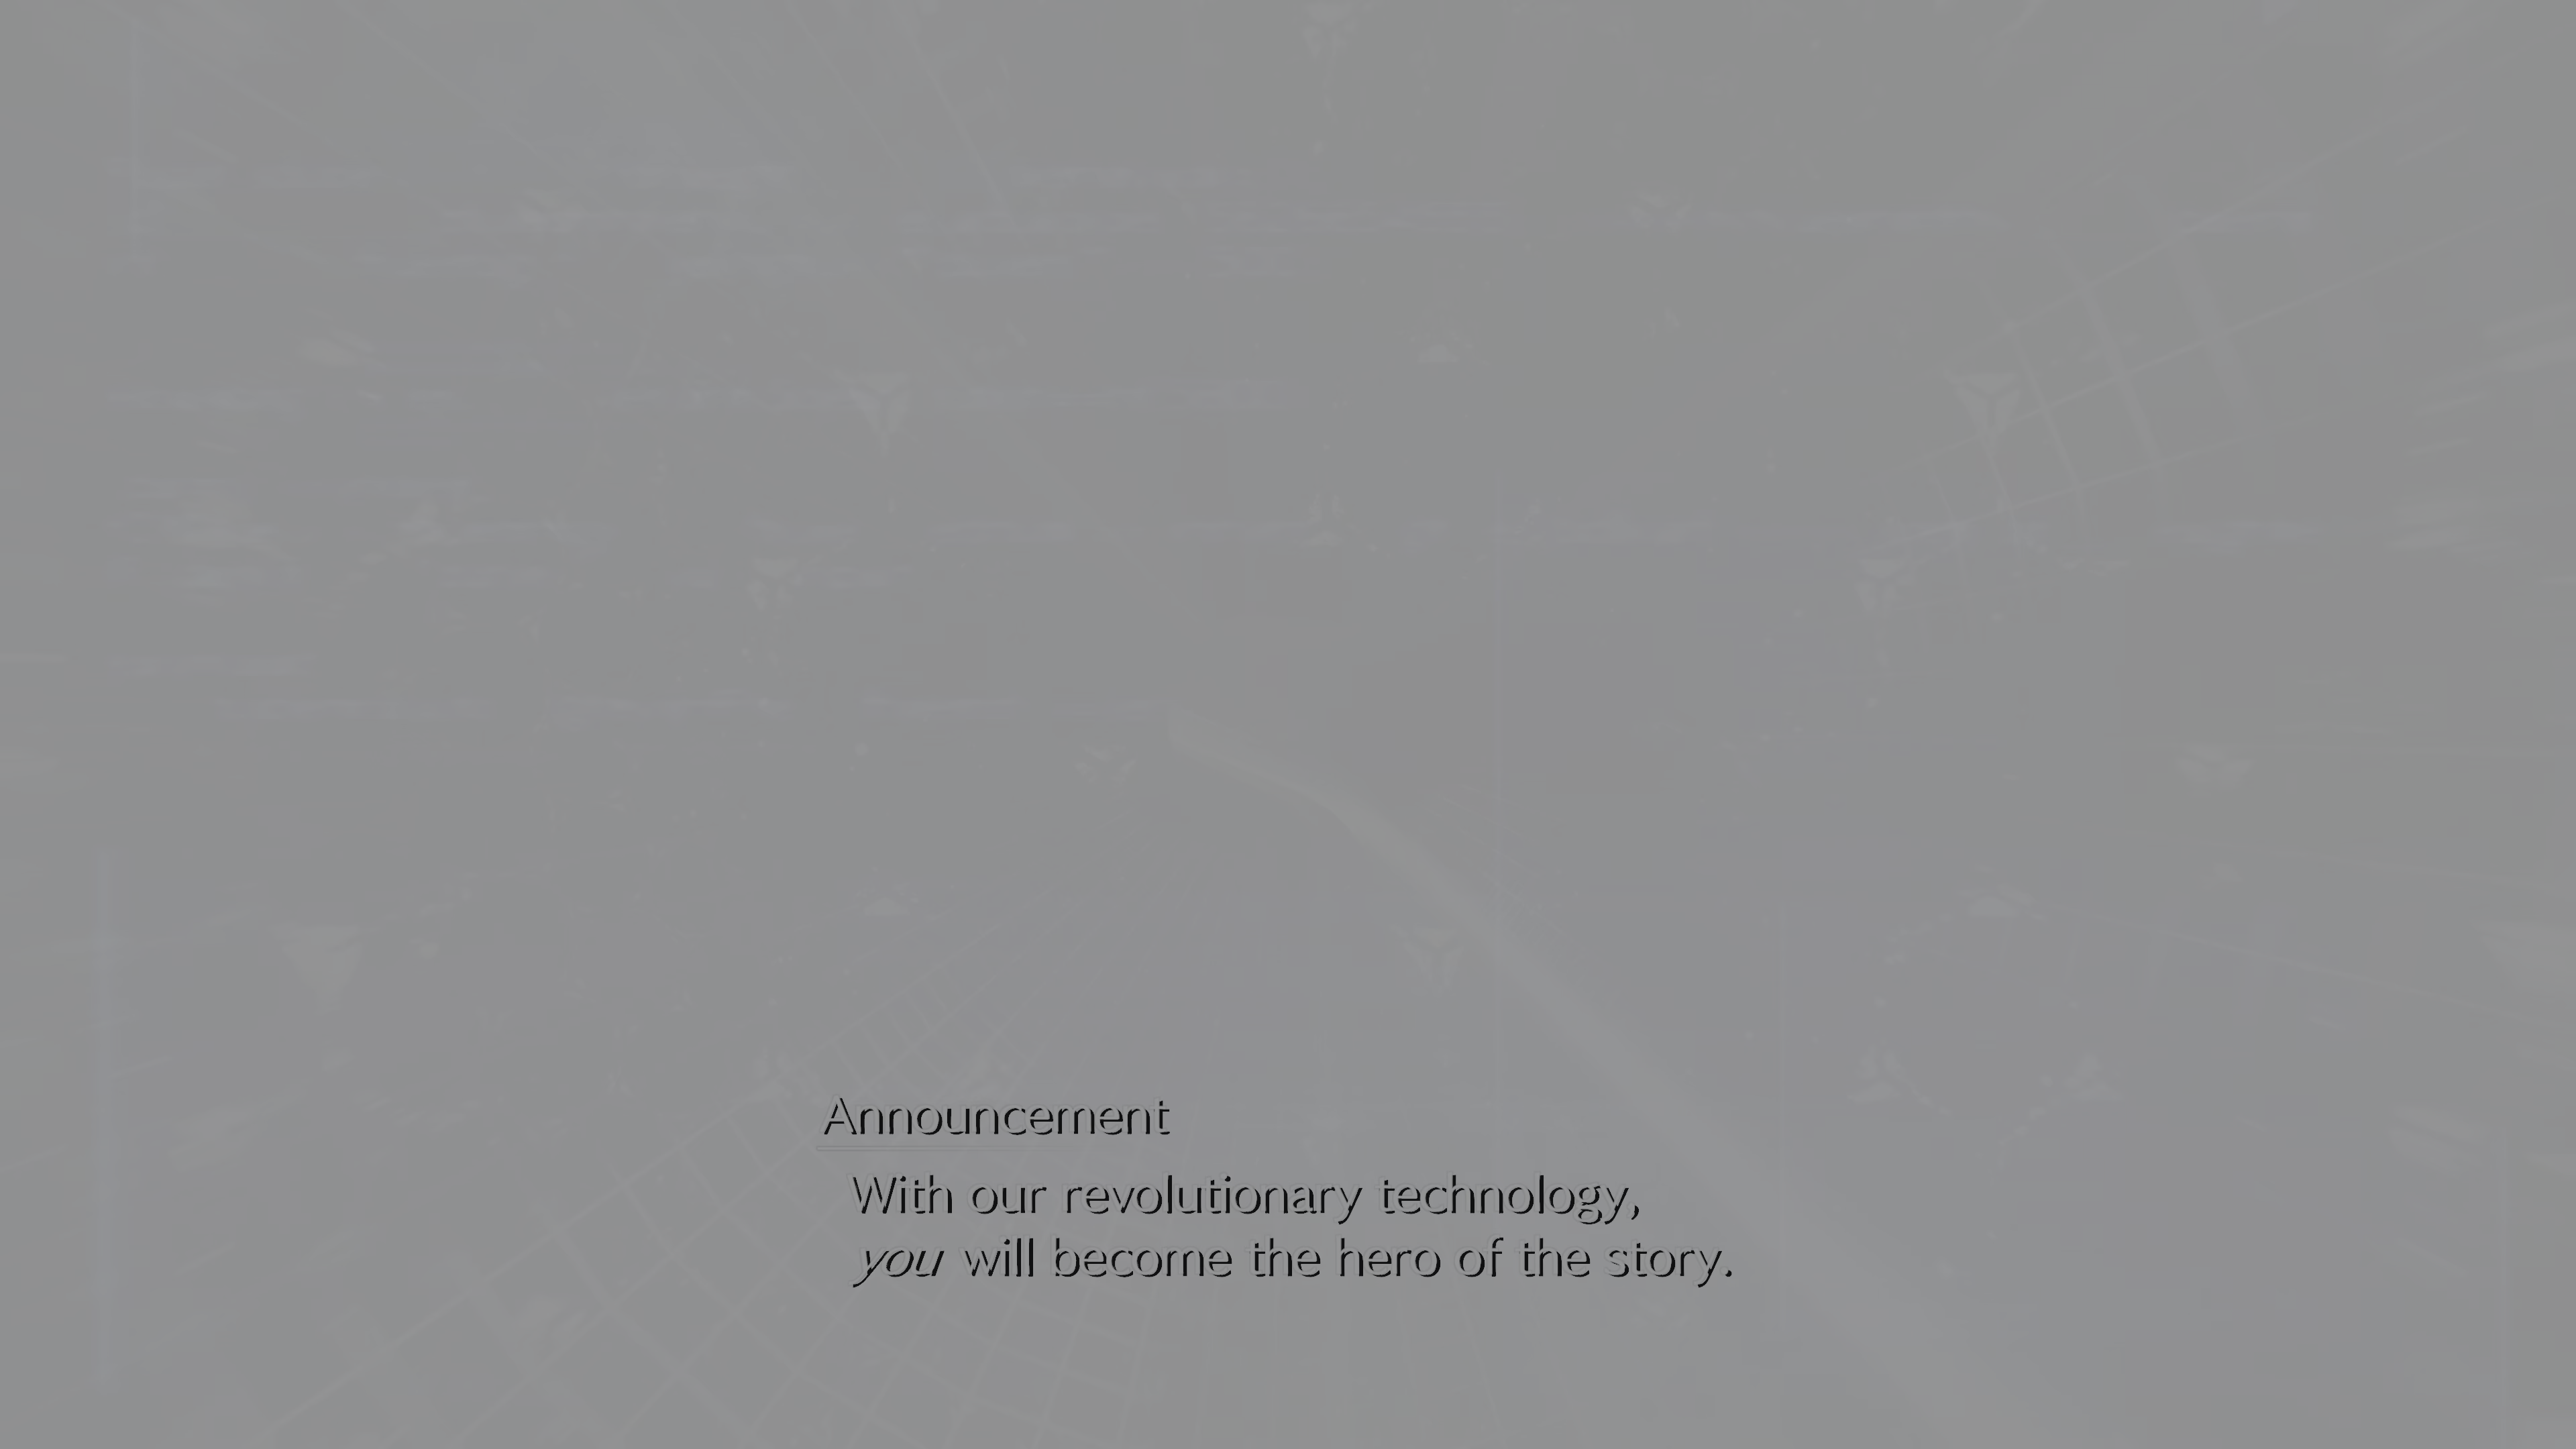 Announcement
With our revolutionary technology,
you will become the hero of the story.